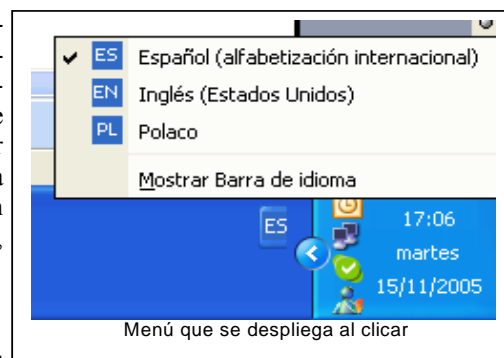 ES Español (alfabetización internacional)
EN Inglés (Estados Unidos)
PL Polaco
Mostrar Barra de idioma
ES
17:06
martes
15/11/2005
Menú que se despliega al clicar